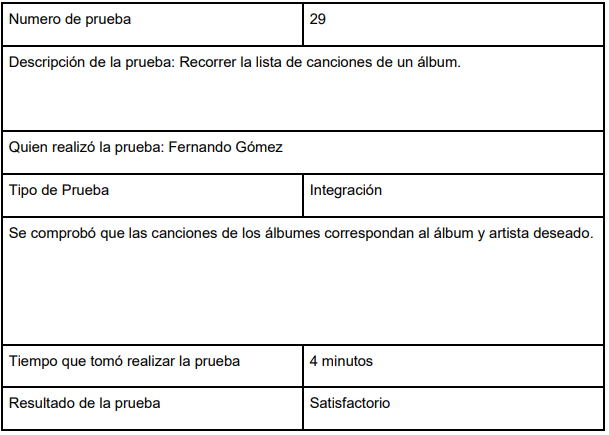 Numero de prueba 29
Descripción de la prueba: Recorrer la lista de canciones de un álbum.
Quien realizó la prueba: Fernando Gómez
Tipo de Prueba Integración
Se comprobó que las canciones de los álbumes correspondan al álbum y artista deseado.
Tiempo que tomó realizar la prueba 4 minutos
Resultado de la prueba Satisfactorio